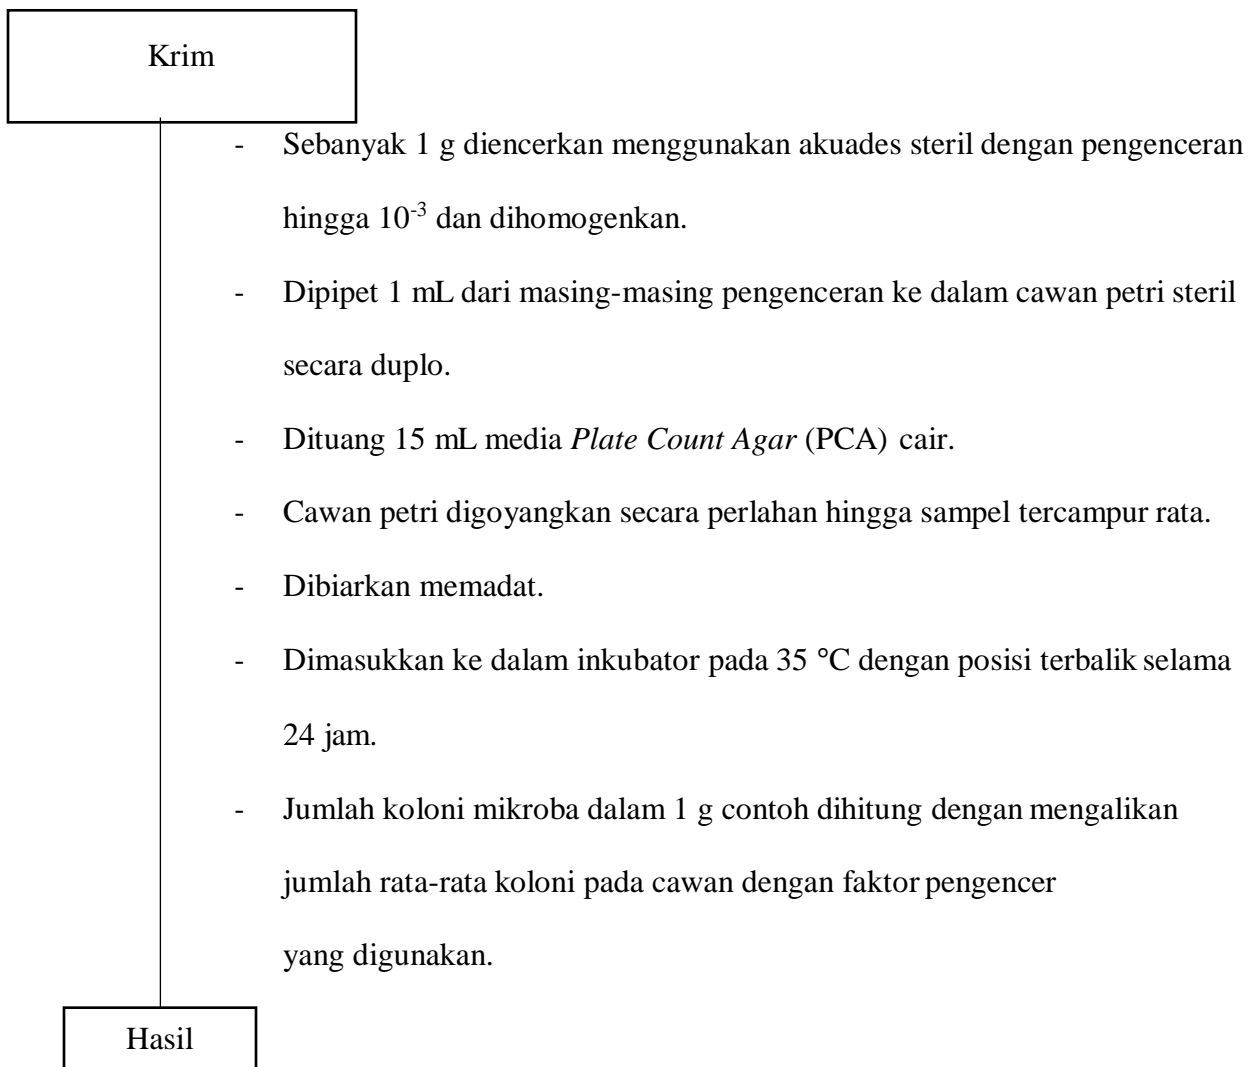 Krim
- Sebanyak 1 g diencerkan menggunakan akuades steril dengan pengenceran
hingga 10⁻³ dan dihomogenkan.
- Dipipet 1 mL dari masing-masing pengenceran ke dalam cawan petri steril
secara duplo.
- Dituang 15 mL media Plate Count Agar (PCA) cair.
- Cawan petri digoyangkan secara perlahan hingga sampel tercampur rata.
- Dibiarkan memadat.
- Dimasukkan ke dalam inkubator pada 35 °C dengan posisi terbalik selama
24 jam.
- Jumlah koloni mikroba dalam 1 g contoh dihitung dengan mengalikan
jumlah rata-rata koloni pada cawan dengan faktor pengencer
yang digunakan.
Hasil